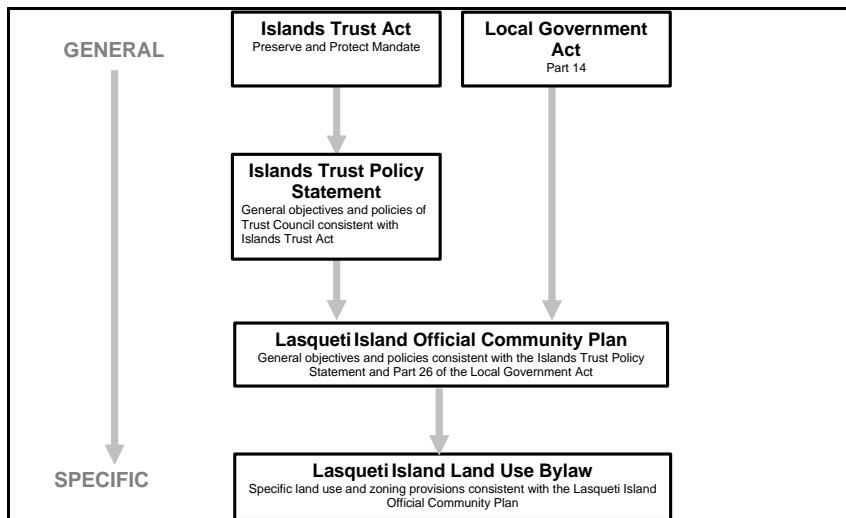 GENERAL
Islands Trust Act
Preserve and Protect Mandate
Local Government
Act
Part 14
Islands Trust Policy
Statement
General objectives and policies of
Trust Council consistent with
Islands Trust Act
Lasqueti Island Official Community Plan
General objectives and policies consistent with the Islands Trust Policy
Statement and Part 26 of the Local Government Act
SPECIFIC
Lasqueti Island Land Use Bylaw
Specific land use and zoning provisions consistent with the Lasqueti Island
Official Community Plan